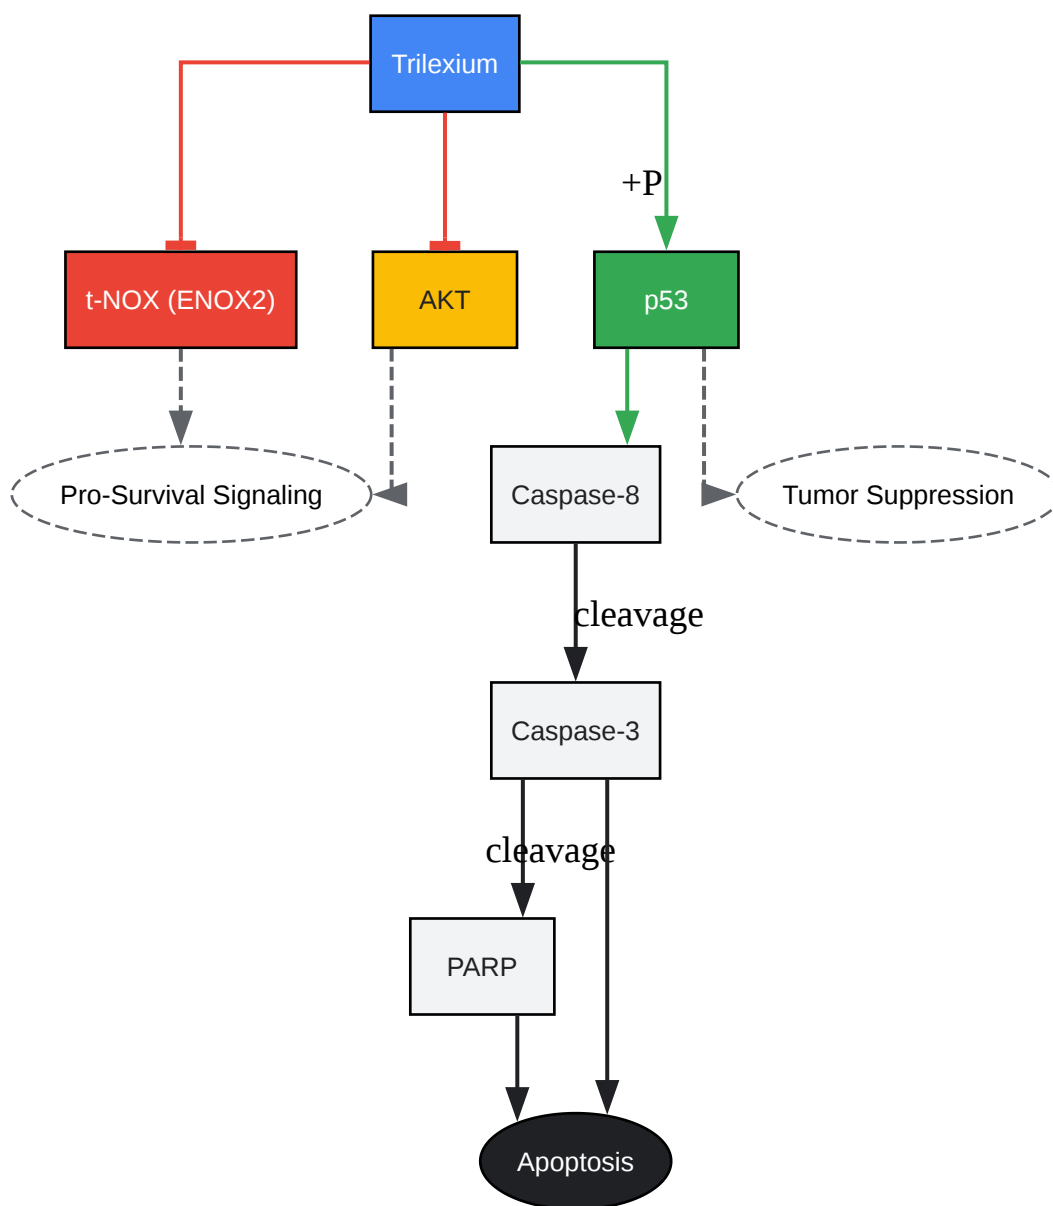 Trilexium
+P
t-NOX (ENOX2)
AKT
p53
Pro-Survival Signaling
Caspase-8
Tumor Suppression
cleavage
Caspase-3
cleavage
PARP
Apoptosis